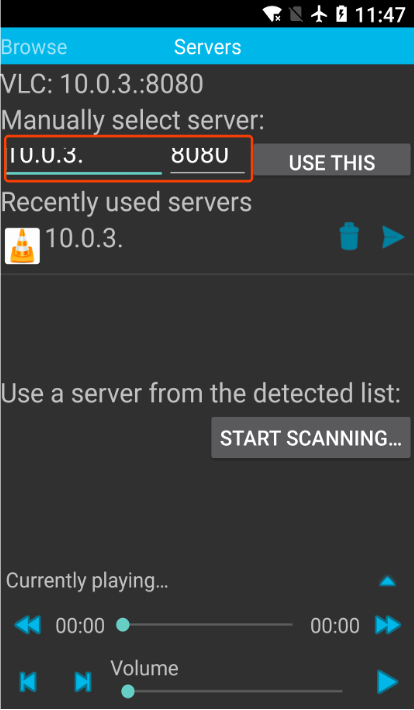 11:47
Browse Servers
VLC: 10.0.3.:8080
Manually select server:
10.0.3. 8080 USE THIS
Recently used servers
10.0.3.
Use a server from the detected list:
START SCANNING...
Currently playing...
00:00 00:00
Volume